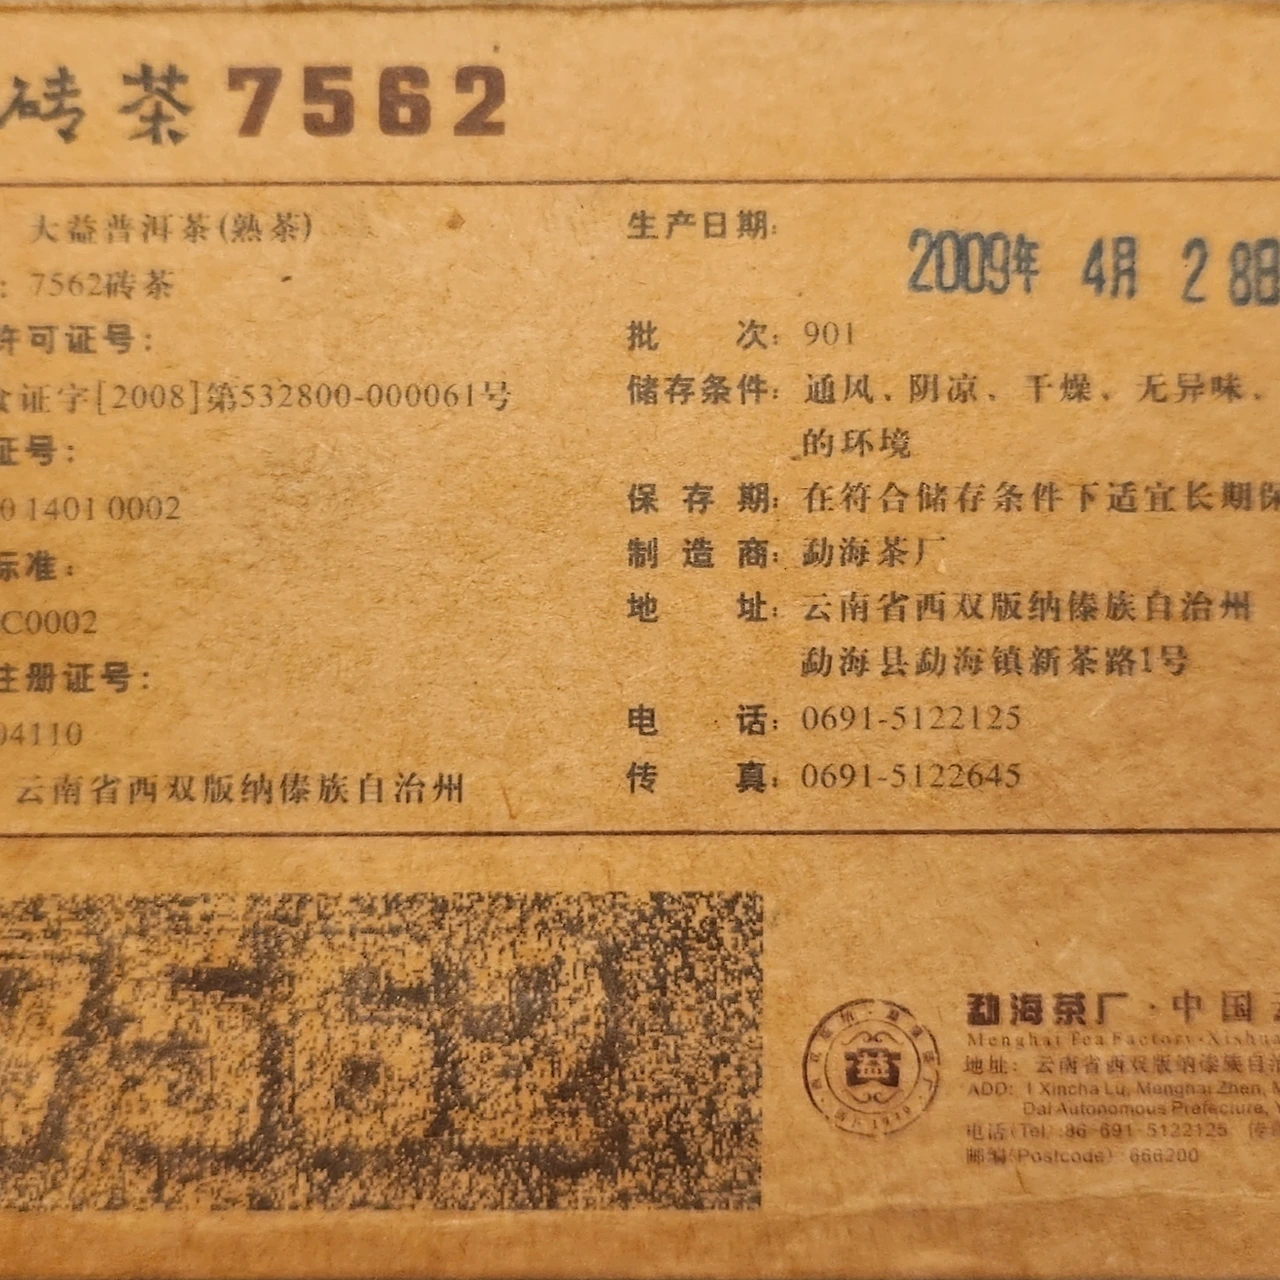 砖茶 7562
大益普洱茶(熟茶)
: 7562砖茶
许可证号:
食证字[2008]第532800-000061号
证号:
0 1401 0002
标准:
C0002
注册证号:
04110
云南省西双版纳傣族自治州
生产日期: 2009年 4月 28日
批 次: 901
储存条件: 通风、阴凉、干燥、无异味、
的环境
保存期: 在符合储存条件下适宜长期保
制造商: 勐海茶厂
地 址: 云南省西双版纳傣族自治州
勐海县勐海镇新茶路1号
电 话: 0691-5122125
传 真: 0691-5122645
7562
益
勐海茶厂·中国
Menghai Tea Factory·Xishua
地址: 云南省西双版纳傣族自治
ADD: 1 Xincha Lu, Menghai Zhen,
Dai Autonomous Prefecture,
电话(Tel):86-691-5122125
邮编(Postcode) 666200